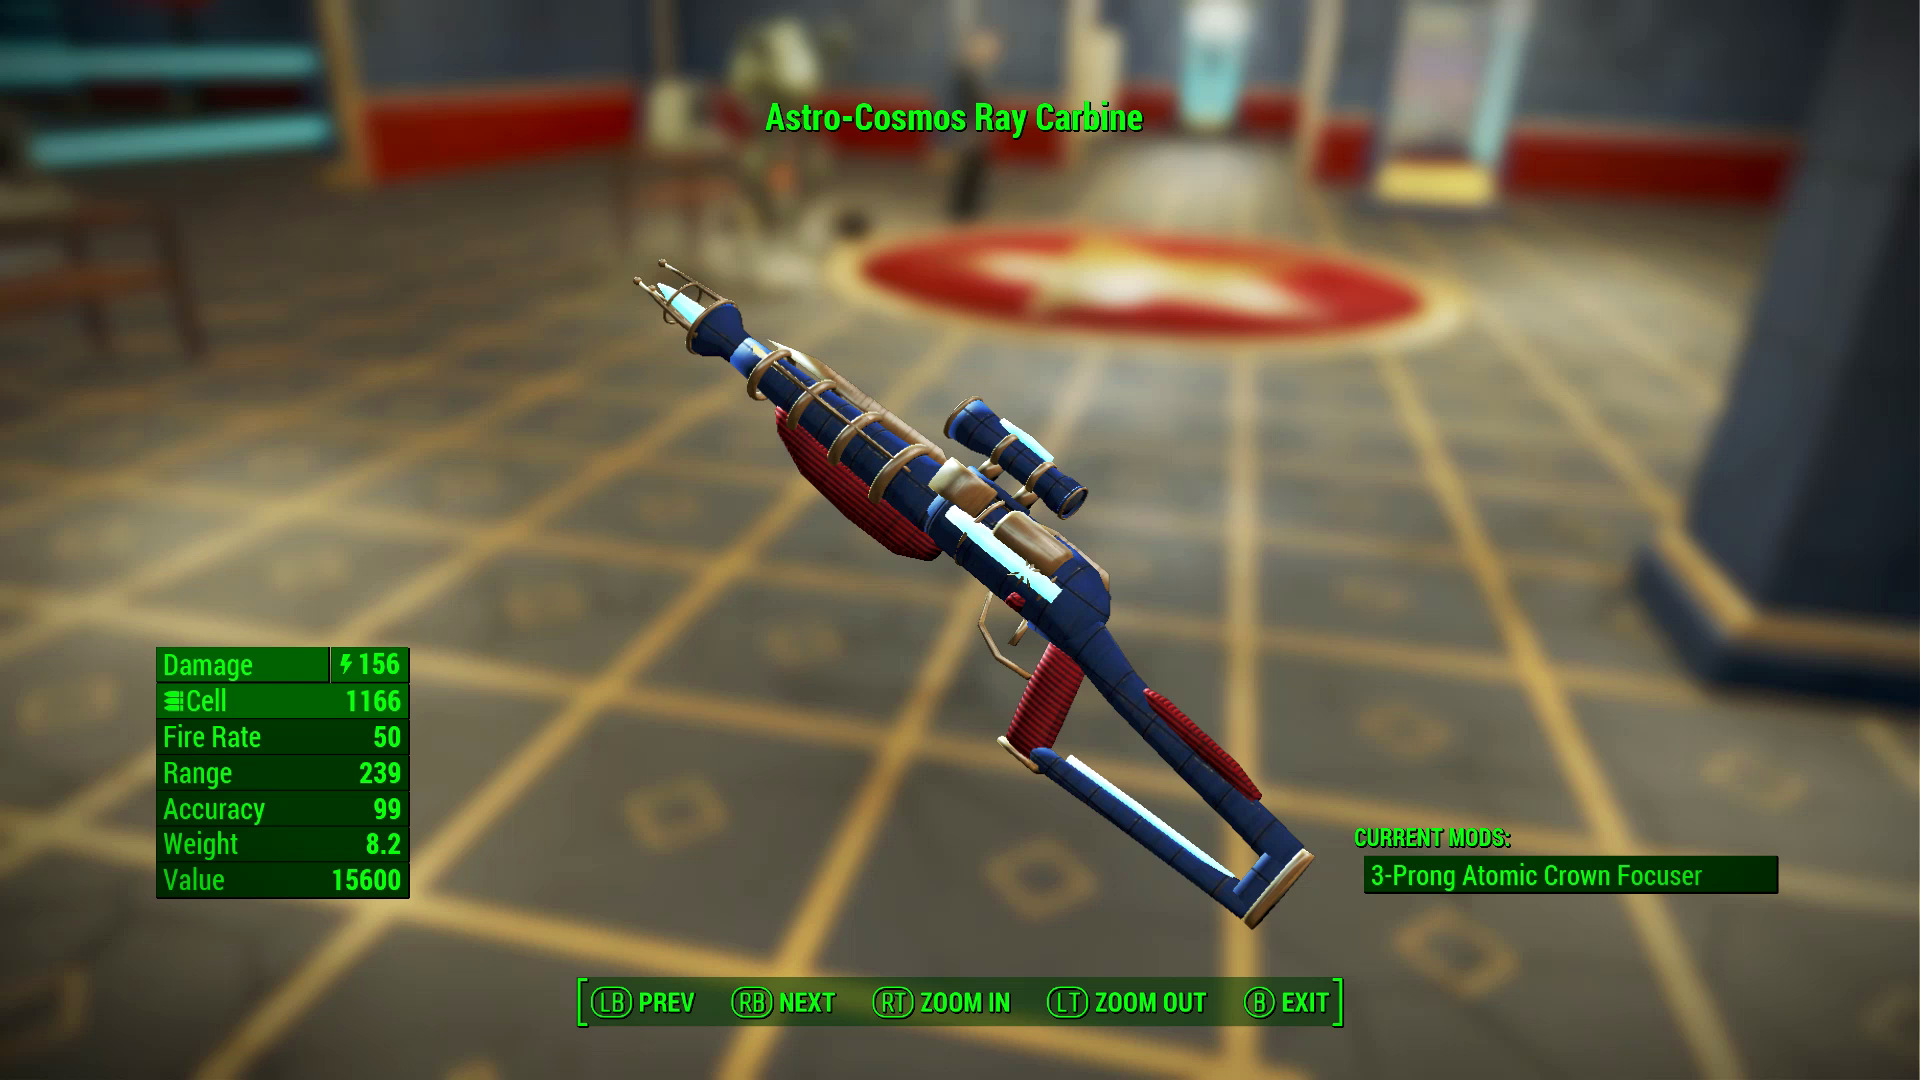 Astro-Cosmos Ray Carbine
Damage 156
Cell 1166
Fire Rate 50
Range 239
Accuracy 99
Weight 8.2
Value 15600
CURRENT MODS:
3-Prong Atomic Crown Focuser
LB PREV RB NEXT RT ZOOM IN LT ZOOM OUT B EXIT